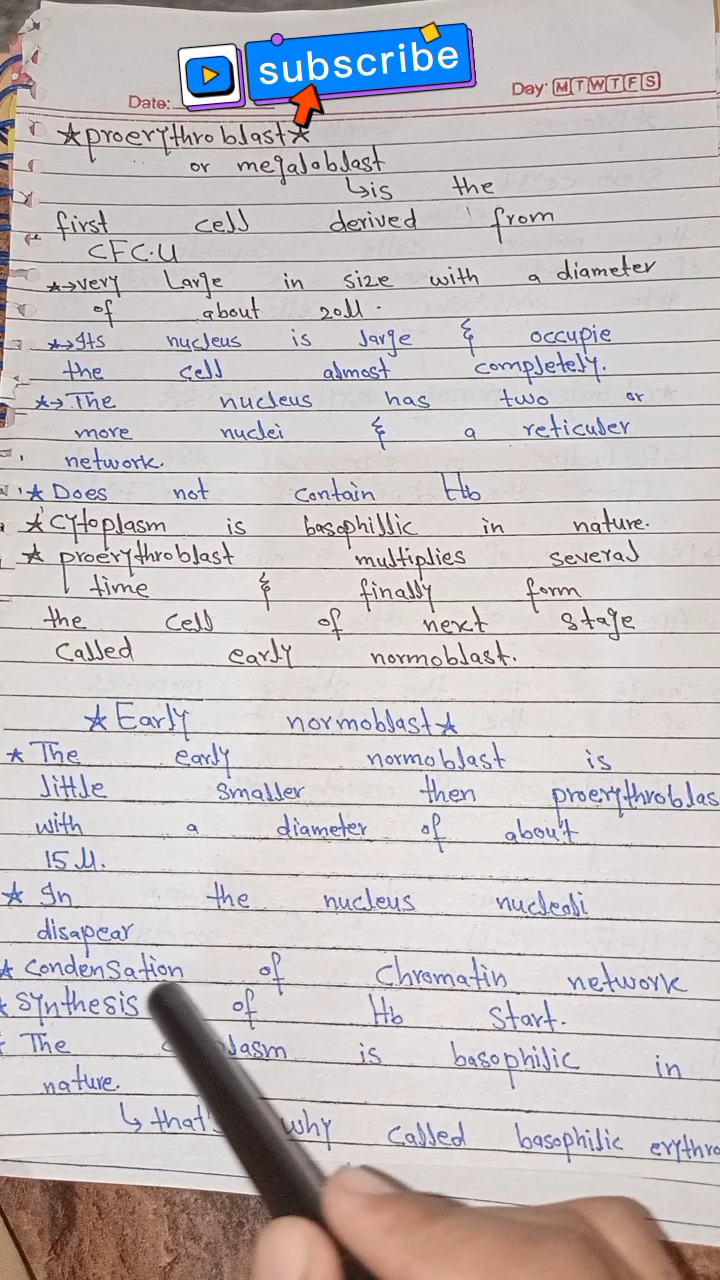 subscribe
Date: Day: M T W T F S
★proerythroblast★
or megaloblast
↳is the
first cell derived from
CFC.U
★→very Large in size with a diameter
of about 20µ.
★→Its nucleus is large & occupie
the cell almost completely.
★→The nucleus has two or
more nuclei & a reticuler
network.
★ Does not contain Hb
★ Cytoplasm is basophillic in nature.
★ proerythroblast multiplies several
time & finally form
the cell of next stage
called early normoblast.
★ Early normoblast★
★ The early normoblast is
little smaller then proerythroblas
with a diameter of about
15 µ.
★ In the nucleus nucleoli
disapear
★ Condensation of Chromatin network
★ Synthesis of Hb Start.
★ The lasm is basophilic in
nature.
↳ that' why called basophilic erythro